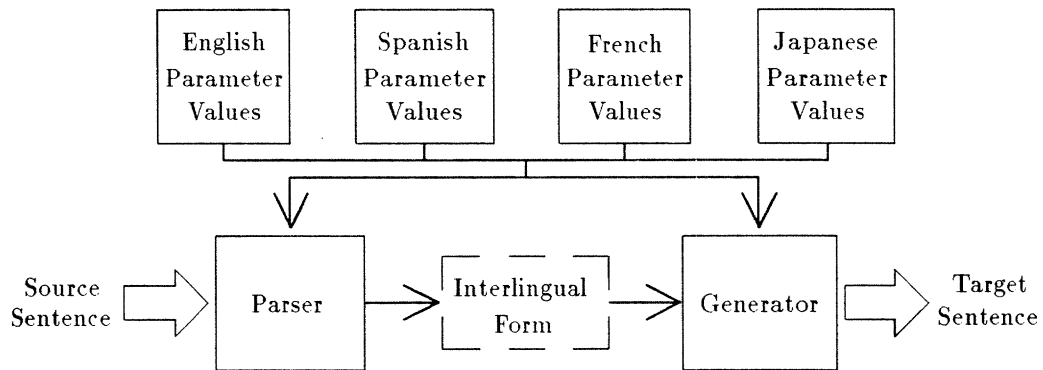 English
Parameter
Values
Spanish
Parameter
Values
French
Parameter
Values
Japanese
Parameter
Values
Source
Sentence
Parser
Interlingual
Form
Generator
Target
Sentence